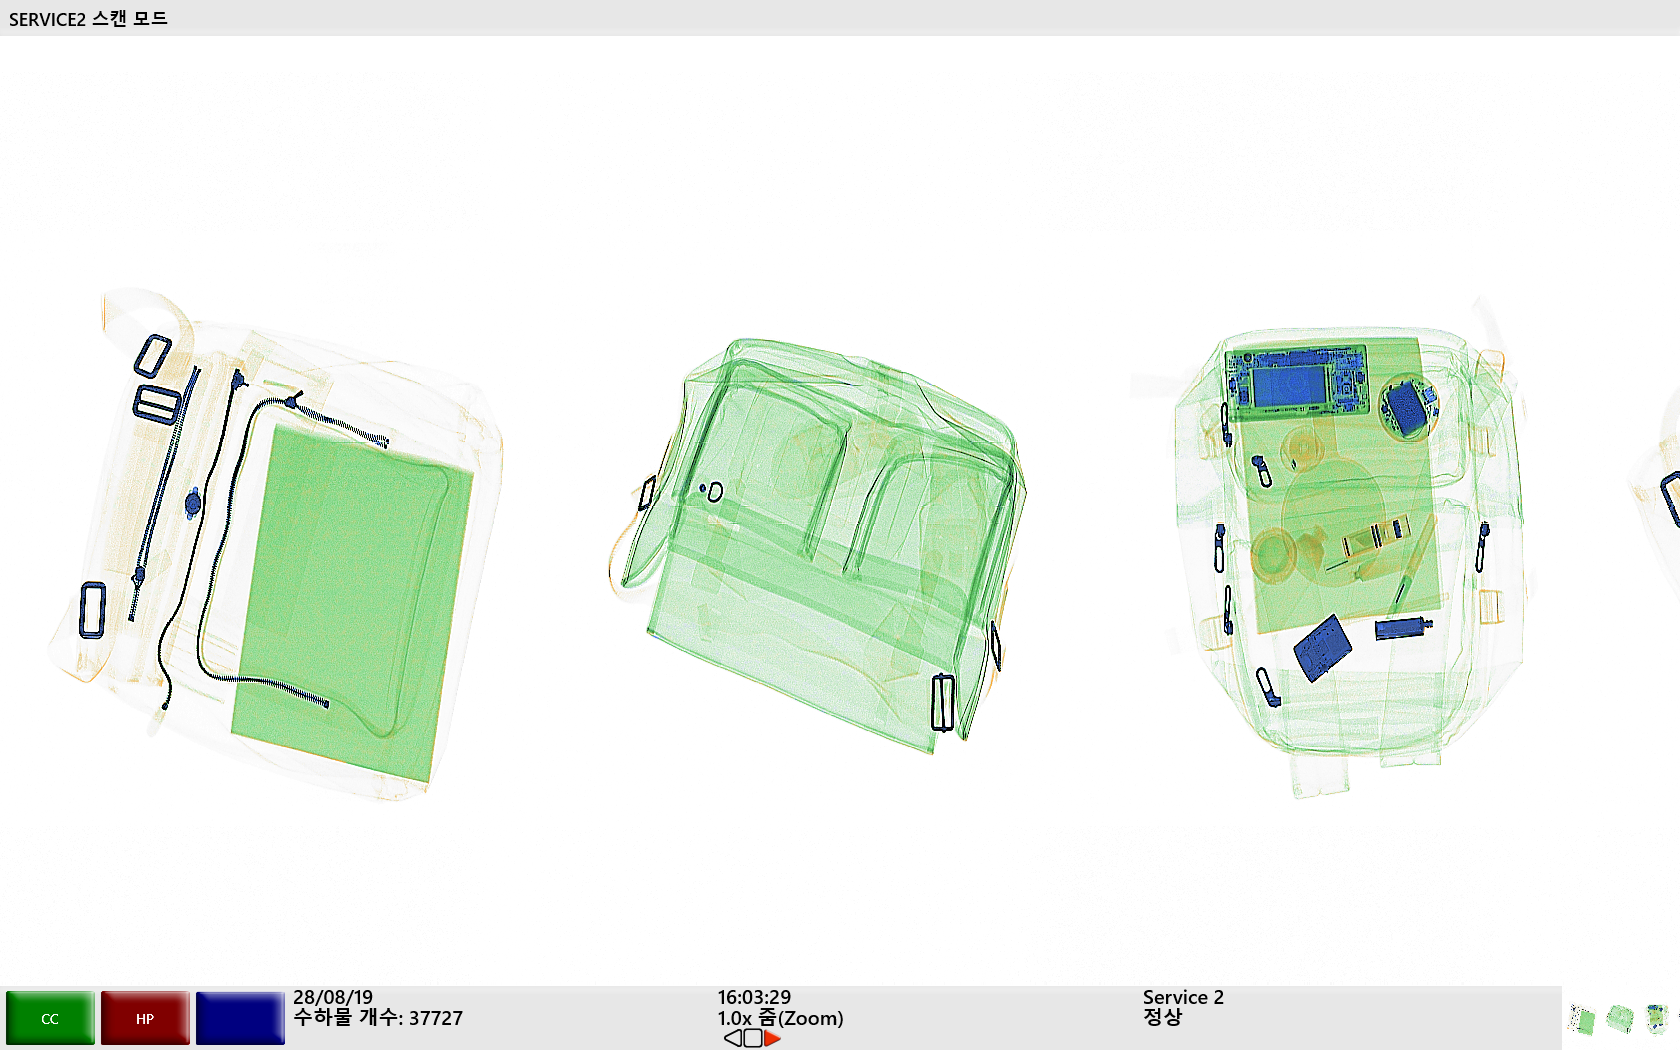 SERVICE2 스캔 모드
CC
HP
28/08/19
수하물 개수: 37727
16:03:29
1.0x 줌(Zoom)
Service 2
정상